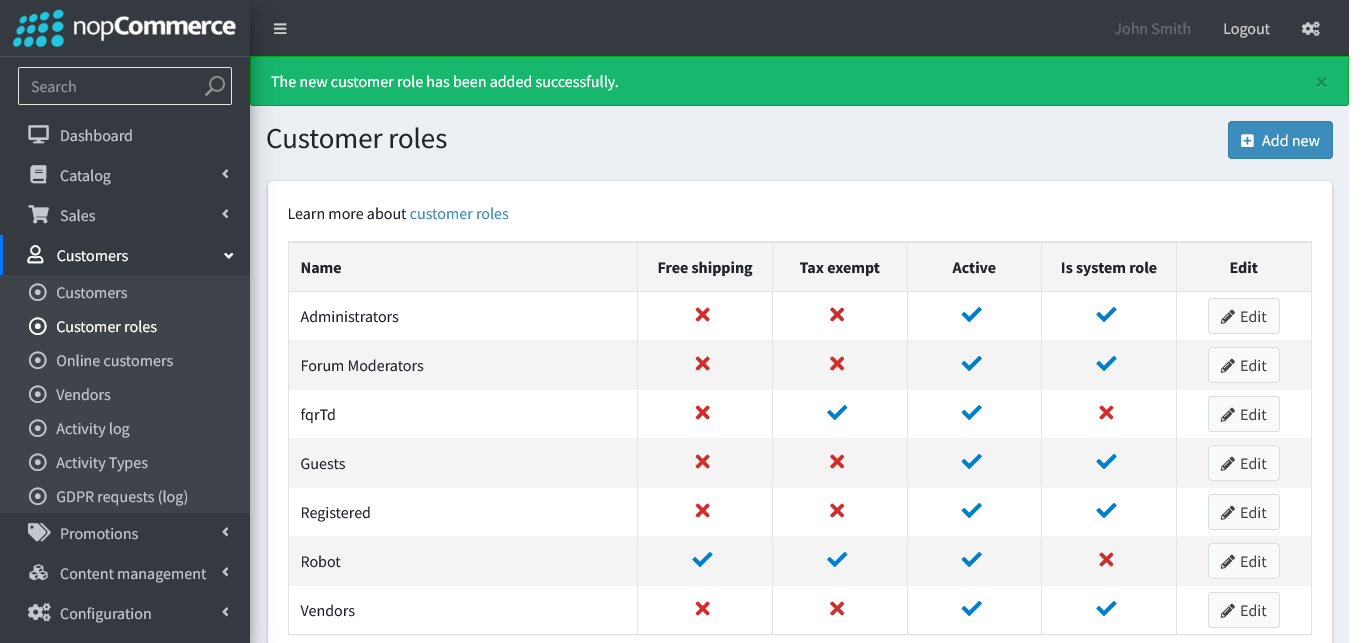 nopCommerce
John Smith
Logout
Search
The new customer role has been added successfully.
Dashboard
Catalog
Sales
Customers
Customers
Customer roles
Online customers
Vendors
Activity log
Activity Types
GDPR requests (log)
Promotions
Content management
Configuration
Customer roles
Add new
Learn more about customer roles
Name Free shipping Tax exempt Active Is system role Edit
Administrators Edit
Forum Moderators Edit
fqrTd Edit
Guests Edit
Registered Edit
Robot Edit
Vendors Edit